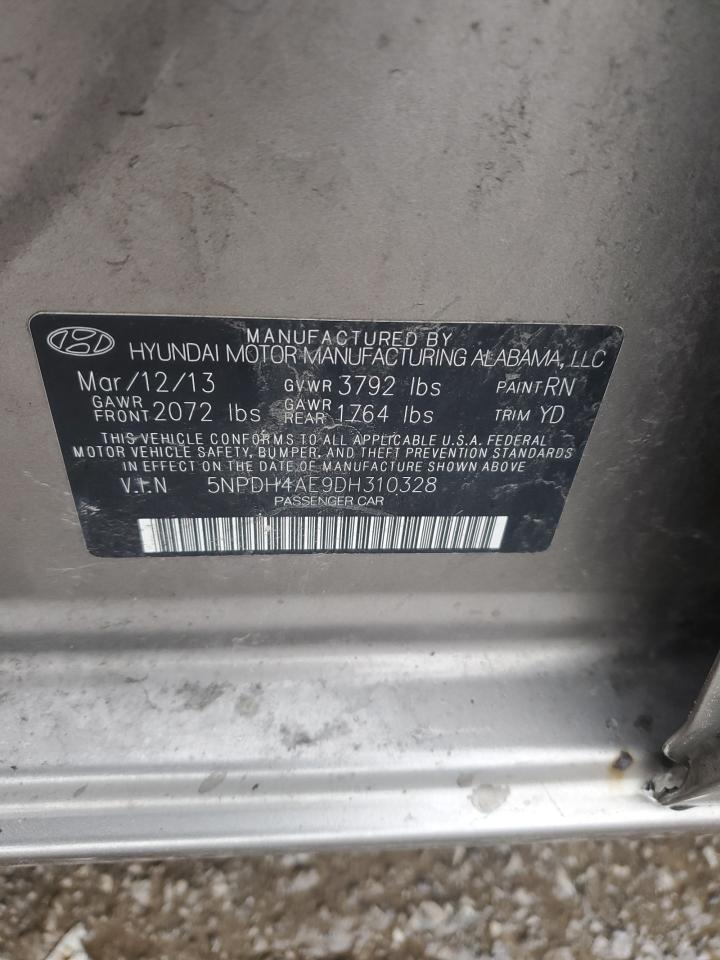 MANUFACTURED BY
HYUNDAI MOTOR MANUFACTURING ALABAMA, LLC
Mar/12/13 GVWR 3792 lbs PAINT RN
GAWR FRONT 2072 lbs GAWR REAR 1764 lbs TRIM YD
THIS VEHICLE CONFORMS TO ALL APPLICABLE U.S.A. FEDERAL
MOTOR VEHICLE SAFETY, BUMPER, AND THEFT PREVENTION STANDARDS
IN EFFECT ON THE DATE OF MANUFACTURE SHOWN ABOVE
V.I.N 5NPDH4AE9DH310328
PASSENGER CAR